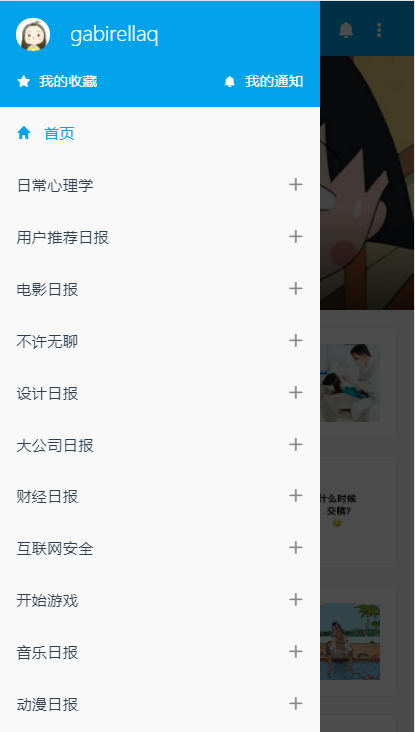 gabirellaq
我的收藏 我的通知
首页
日常心理学
用户推荐日报
电影日报
不许无聊
设计日报
大公司日报
什么时候
交稿?
财经日报
互联网安全
开始游戏
音乐日报
动漫日报